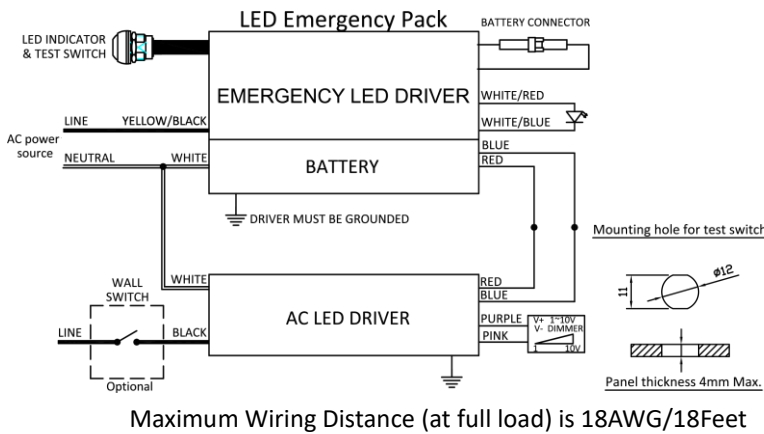 LED Emergency Pack
BATTERY CONNECTOR
LED INDICATOR
& TEST SWITCH
EMERGENCY LED DRIVER
WHITE/RED
WHITE/BLUE
LINE YELLOW/BLACK
AC power
source
NEUTRAL WHITE
BATTERY
BLUE
RED
DRIVER MUST BE GROUNDED
Mounting hole for test switch
ø12
11
WALL
SWITCH
WHITE
RED
BLUE
AC LED DRIVER
LINE
BLACK
PURPLE
PINK
V+ 1~10V
V- DIMMER
1 10V
Optional
Panel thickness 4mm Max.
Maximum Wiring Distance (at full load) is 18AWG/18Feet